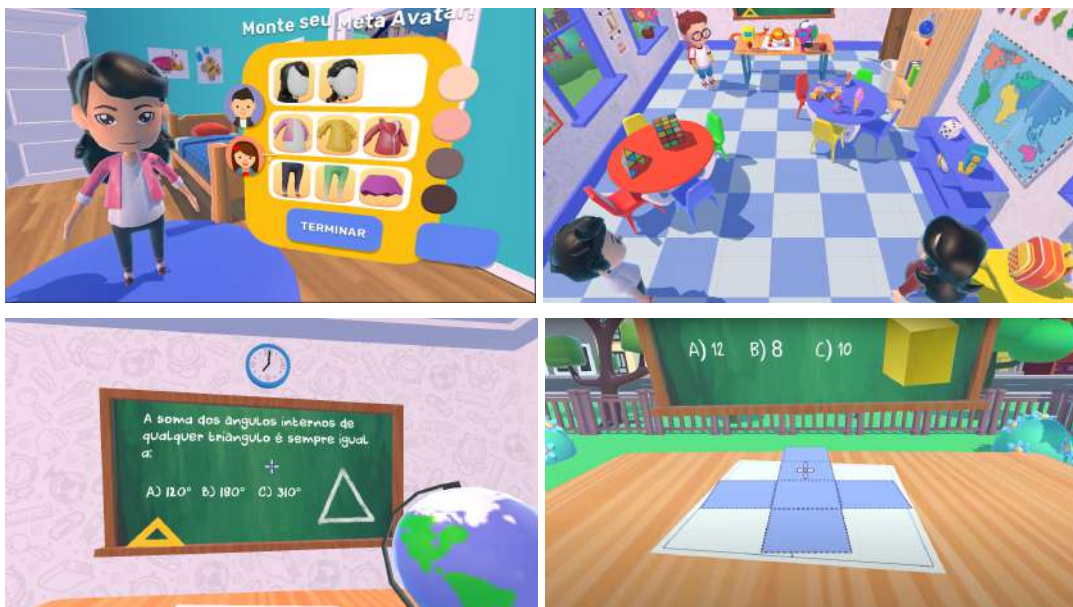 Monte seu Meta Avatar!
TERMINAR
A soma dos ângulos internos de
qualquer triângulo é sempre igual
a:
A) 120° B) 180° C) 310°
A) 12 B) 8 C) 10